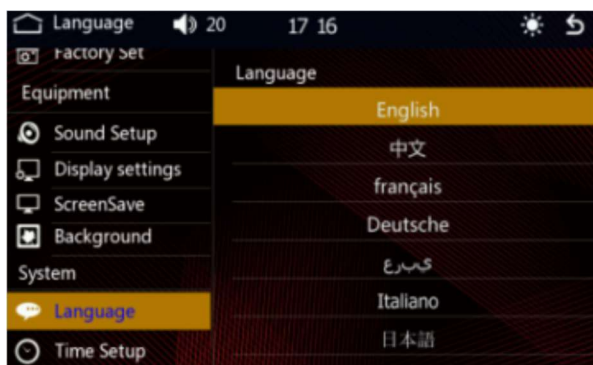 Language 20 17 16
Factory Set
Equipment
Sound Setup
Display settings
ScreenSave
Background
System
Language
Time Setup
Language
English
中文
français
Deutsche
یبرع
Italiano
日本語